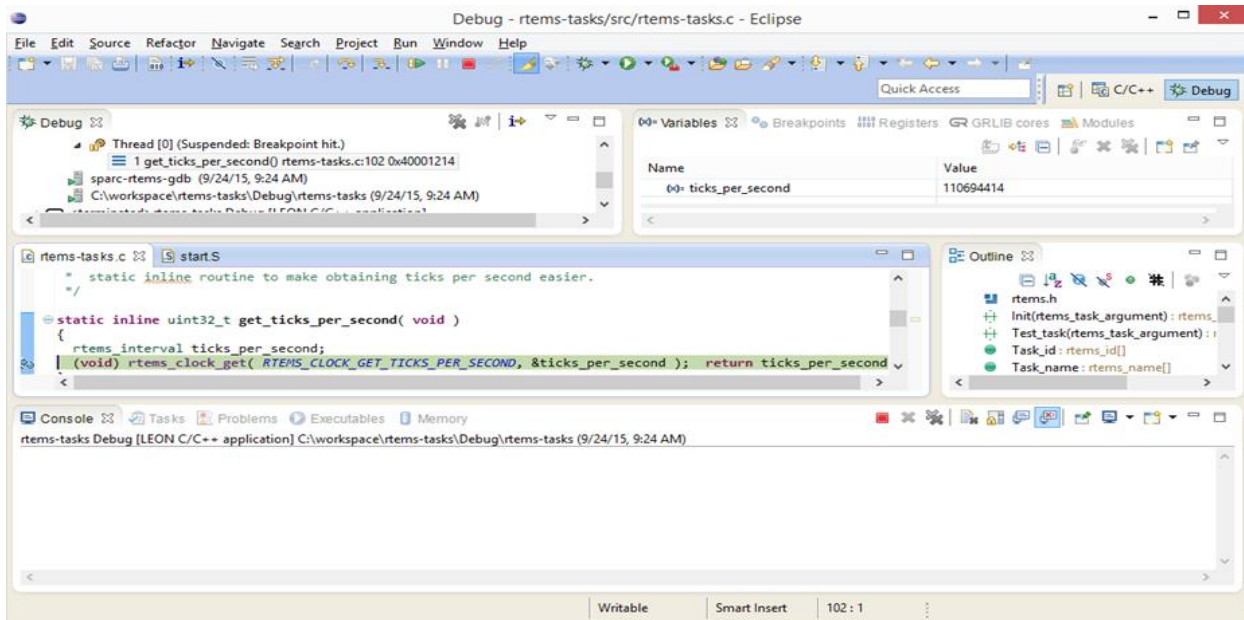 Debug - rtems-tasks/src/rtems-tasks.c - Eclipse
File Edit Source Refactor Navigate Search Project Run Window Help
Quick Access
C/C++
Debug
Debug
Thread [0] (Suspended: Breakpoint hit.)
1 get_ticks_per_second() rtems-tasks.c:102 0x40001214
sparc-rtems-gdb (9/24/15, 9:24 AM)
C:\workspace\rtems-tasks\Debug\rtems-tasks (9/24/15, 9:24 AM)
(x)= Variables Breakpoints Registers GRLIB cores Modules
Name Value
(x)= ticks_per_second 110694414
rtems-tasks.c start.S
* static inline routine to make obtaining ticks per second easier.
*/
static inline uint32_t get_ticks_per_second( void )
{
rtems_interval ticks_per_second;
(void) rtems_clock_get( RTEMS_CLOCK_GET_TICKS_PER_SECOND, &ticks_per_second ); return ticks_per_second
Outline
rtems.h
Init(rtems_task_argument) : rtems_
Test_task(rtems_task_argument) : r
Task_id : rtems_id[]
Task_name : rtems_name[]
Console Tasks Problems Executables Memory
rtems-tasks Debug [LEON C/C++ application] C:\workspace\rtems-tasks\Debug\rtems-tasks (9/24/15, 9:24 AM)
Writable Smart Insert 102 : 1